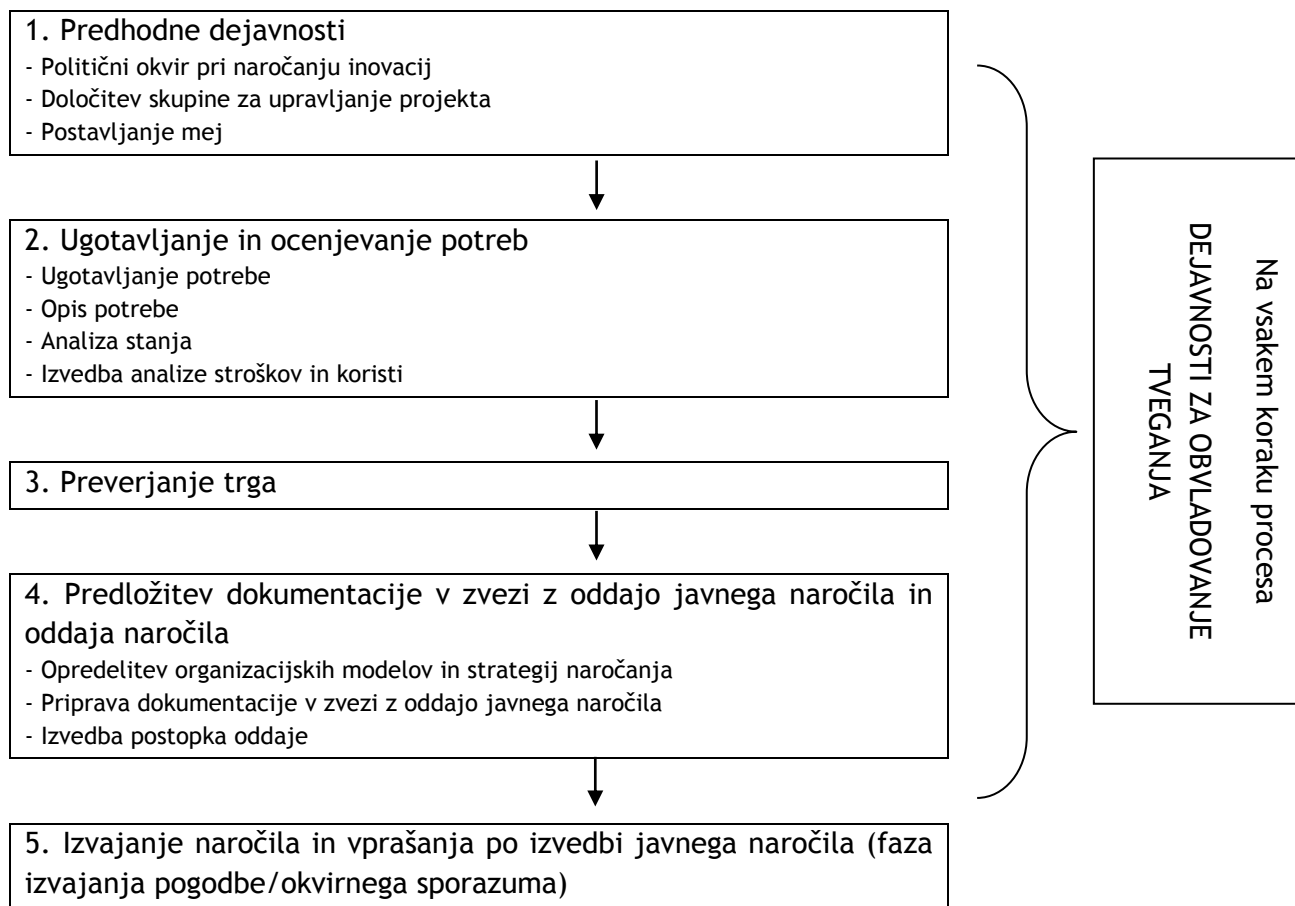 1. Predhodne dejavnosti
- Politični okvir pri naročanju inovacij
- Določitev skupine za upravljanje projekta
- Postavljanje mej
2. Ugotavljanje in ocenjevanje potreb
- Ugotavljanje potrebe
- Opis potrebe
- Analiza stanja
- Izvedba analize stroškov in koristi
3. Preverjanje trga
4. Predložitev dokumentacije v zvezi z oddajo javnega naročila in
oddaja naročila
- Opredelitev organizacijskih modelov in strategij naročanja
- Priprava dokumentacije v zvezi z oddajo javnega naročila
- Izvedba postopka oddaje
5. Izvajanje naročila in vprašanja po izvedbi javnega naročila (faza
izvajanja pogodbe/okvirnega sporazuma)
Na vsakem koraku procesa
DEJAVNOSTI ZA OBVLADOVANJE
TVEGANJA